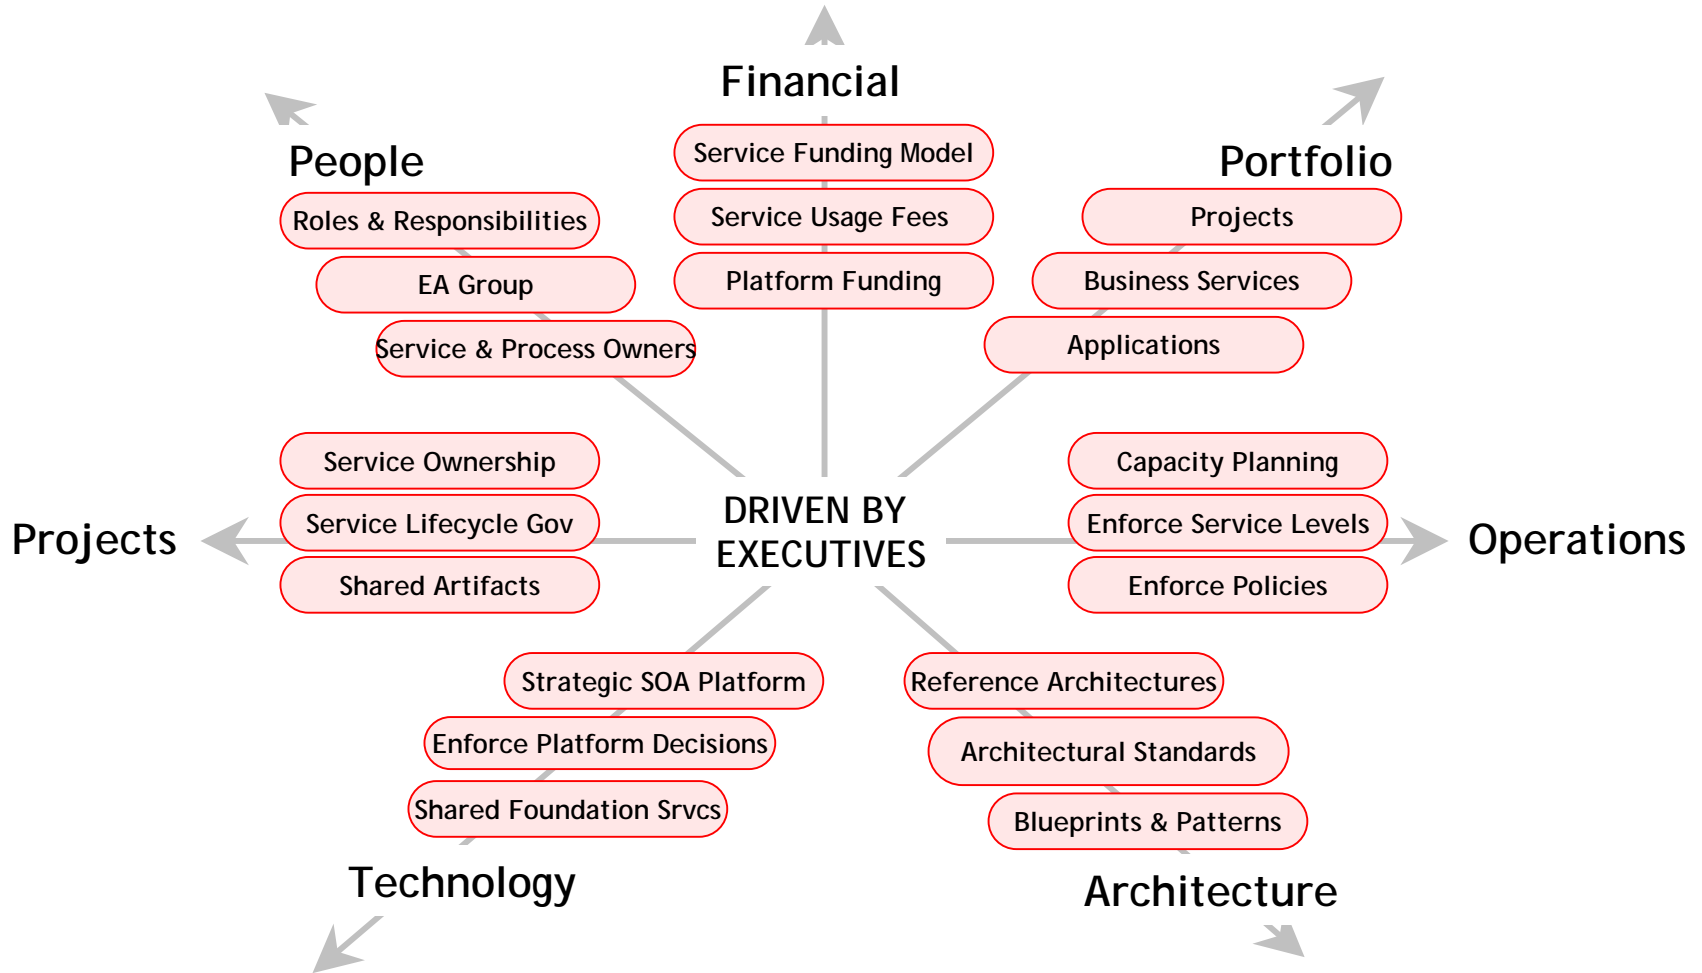 Financial
Service Funding Model
Service Usage Fees
Platform Funding
People
Roles & Responsibilities
EA Group
Service & Process Owners
Portfolio
Projects
Business Services
Applications
Projects
Service Ownership
Service Lifecycle Gov
Shared Artifacts
DRIVEN BY
EXECUTIVES
Capacity Planning
Enforce Service Levels
Enforce Policies
Operations
Strategic SOA Platform
Enforce Platform Decisions
Shared Foundation Srvcs
Technology
Reference Architectures
Architectural Standards
Blueprints & Patterns
Architecture